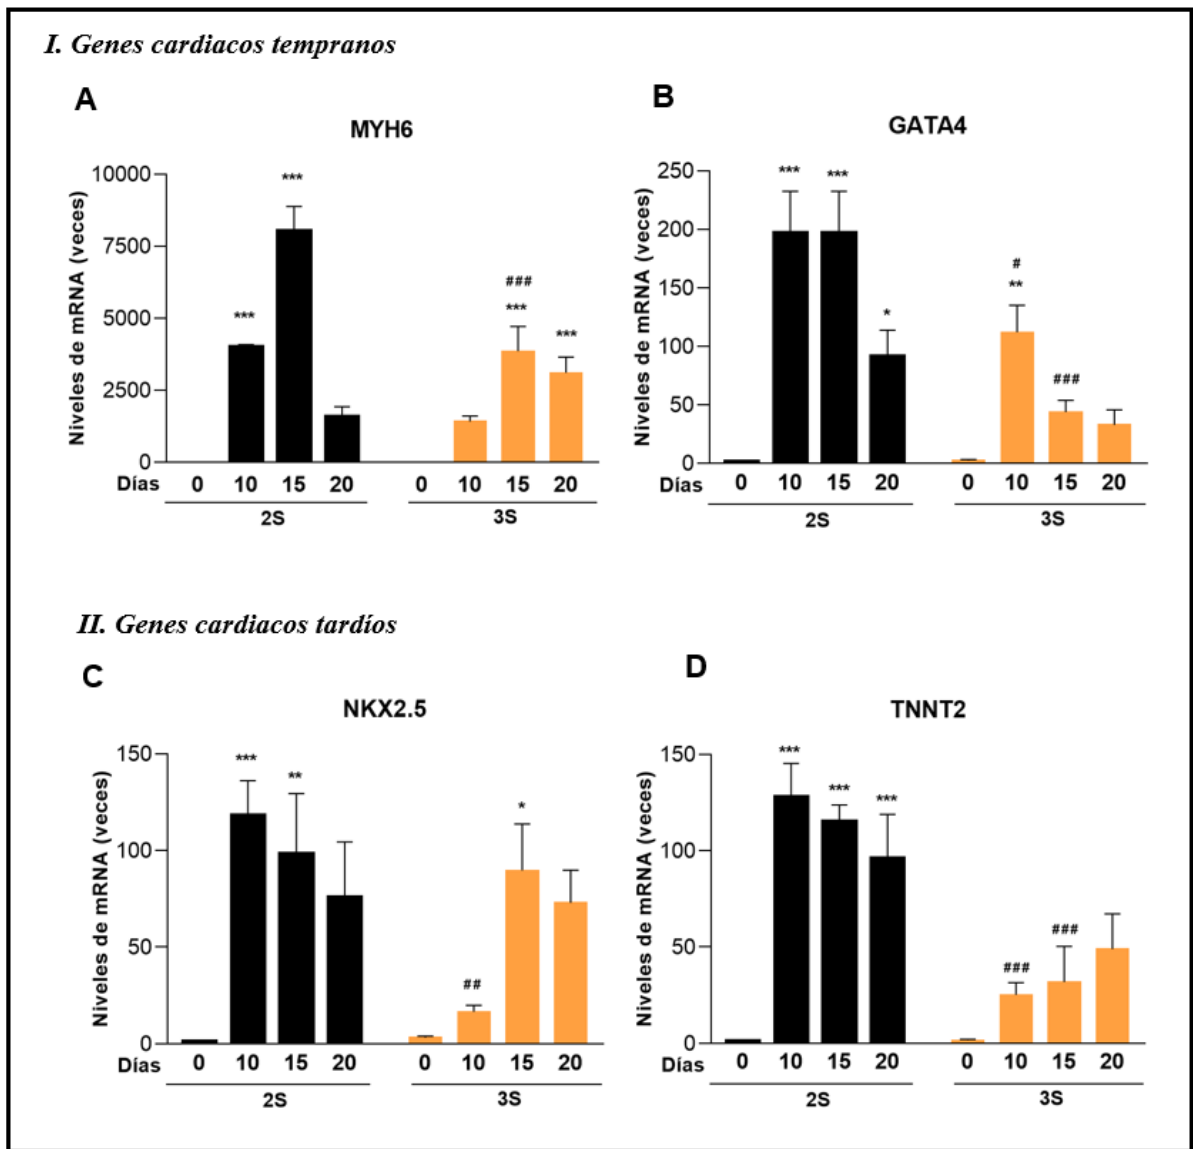 I. Genes cardiacos tempranos
A
MYH6
Niveles de mRNA (veces)
10000
7500
5000
2500
0
***
***
###
***
***
Días 0 10 15 20 0 10 15 20
2S 3S
B
GATA4
Niveles de mRNA (veces)
250
200
150
100
50
0
*** ***
*
#
**
###
Días 0 10 15 20 0 10 15 20
2S 3S
II. Genes cardiacos tardíos
C
NKX2.5
Niveles de mRNA (veces)
150
100
50
0
***
**
##
*
Días 0 10 15 20 0 10 15 20
2S 3S
D
TNNT2
Niveles de mRNA (veces)
150
100
50
0
***
***
***
###
###
Días 0 10 15 20 0 10 15 20
2S 3S